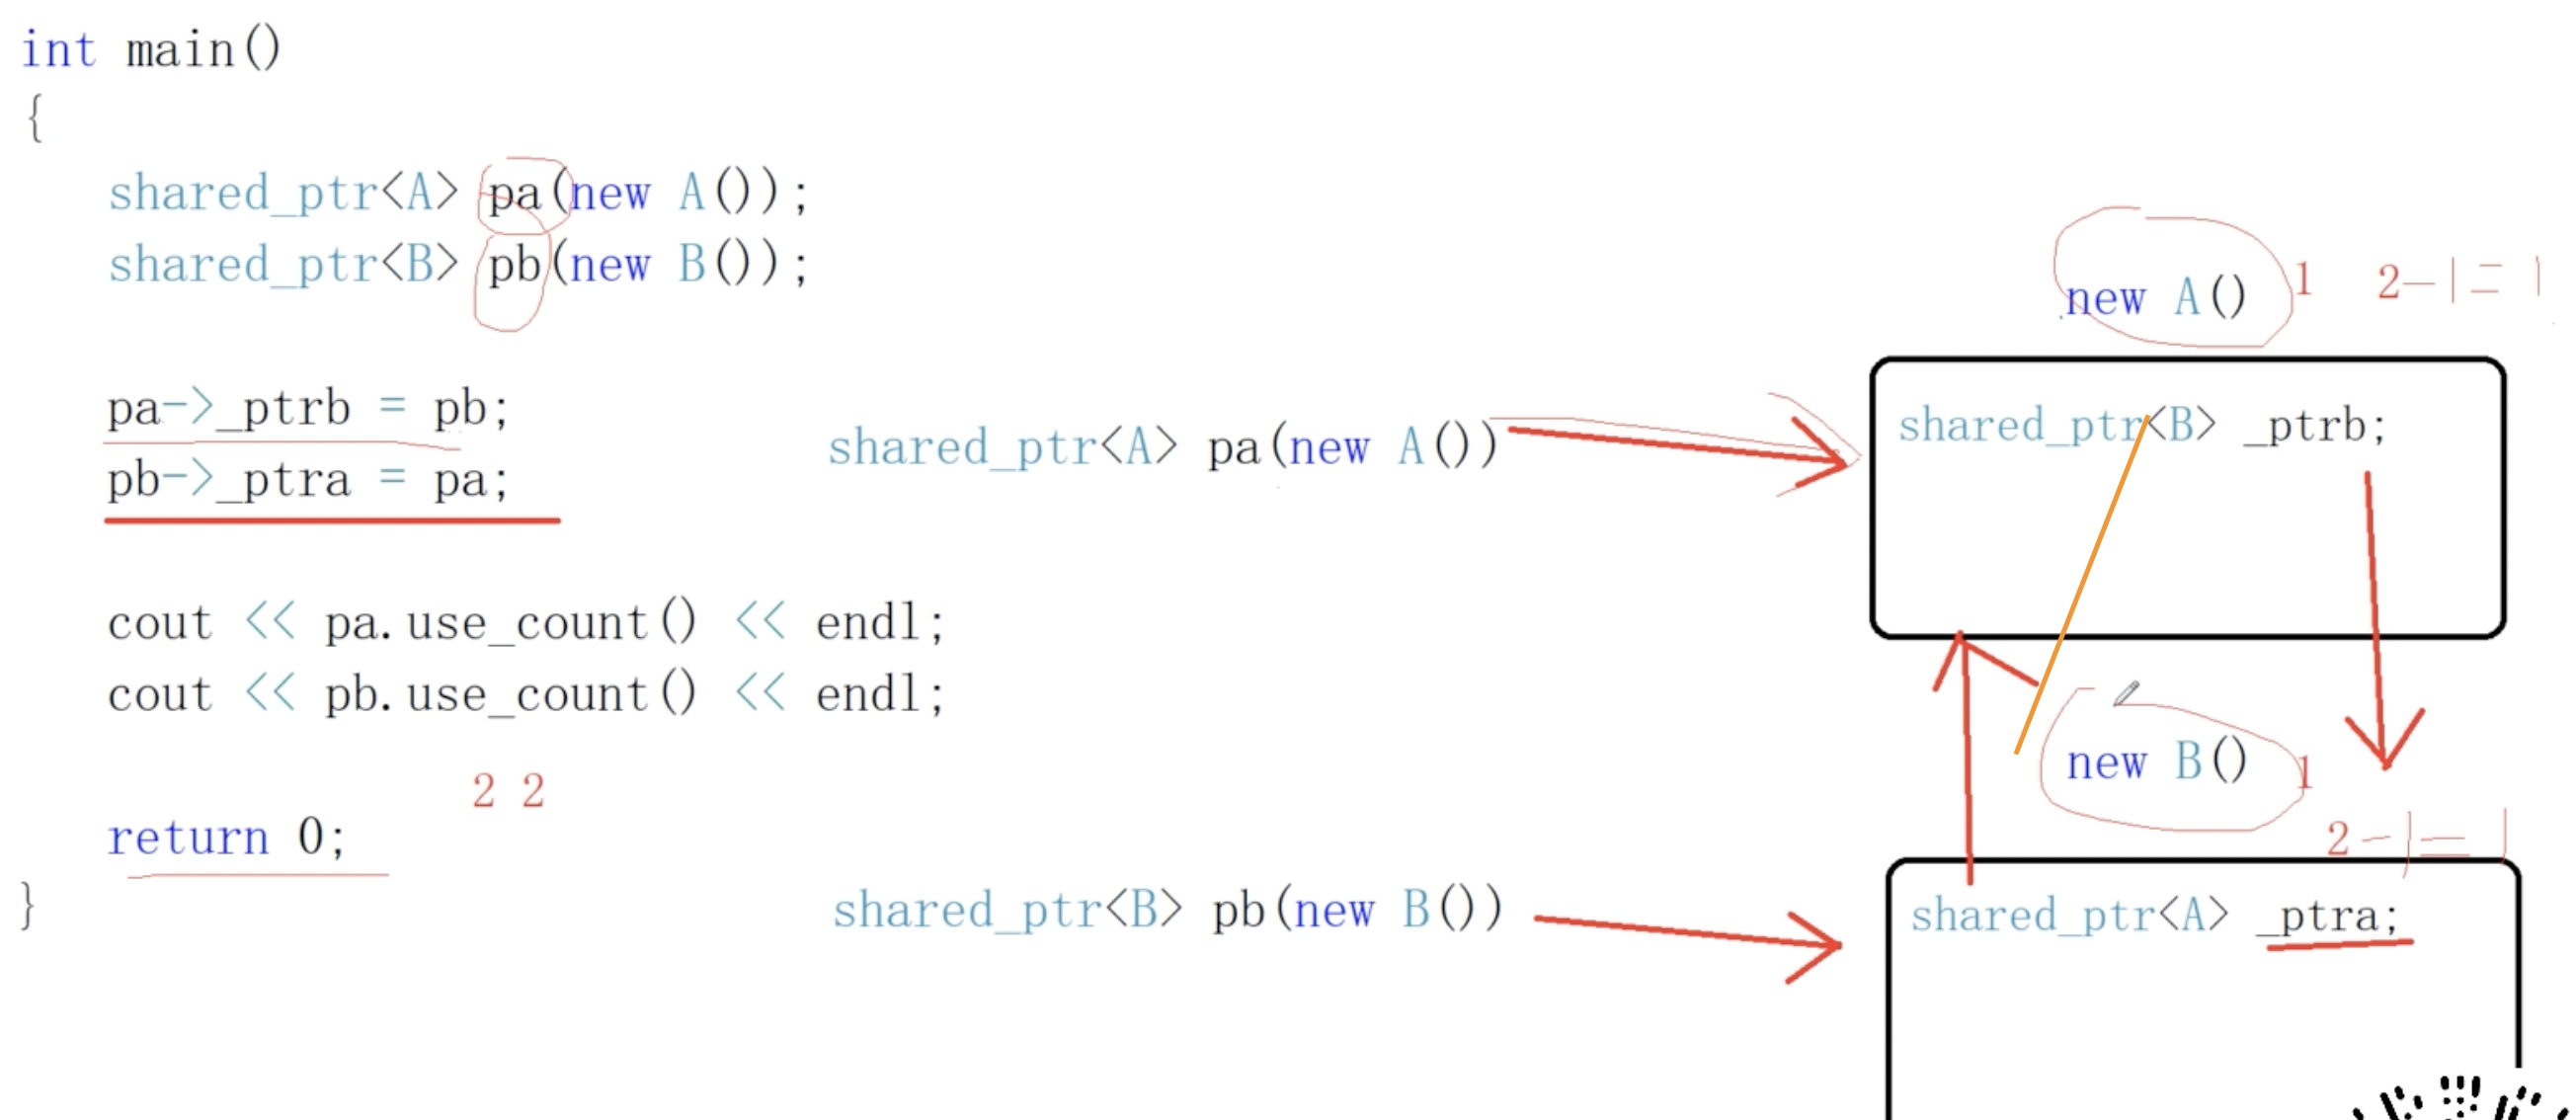 int main()
{
shared_ptr<A> pa(new A());
shared_ptr<B> pb(new B());
pa->_ptrb = pb;
pb->_ptra = pa;
cout << pa.use_count() << endl;
cout << pb.use_count() << endl;
2 2
return 0;
}
shared_ptr<A> pa(new A())
shared_ptr<B> pb(new B())
new A() 1 2-1=1
shared_ptr<B> _ptrb;
new B() 1
2-1=1
shared_ptr<A> _ptra;